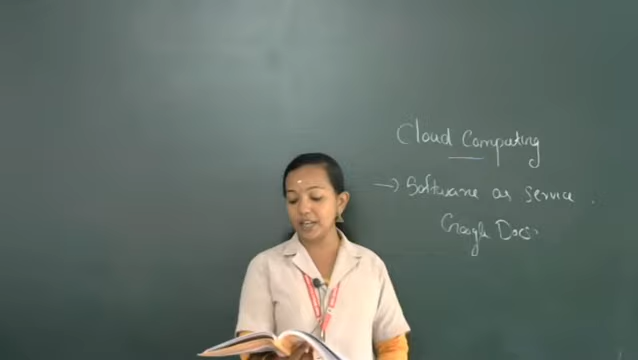 Cloud Computing
→ Software as Service.
Google Docs